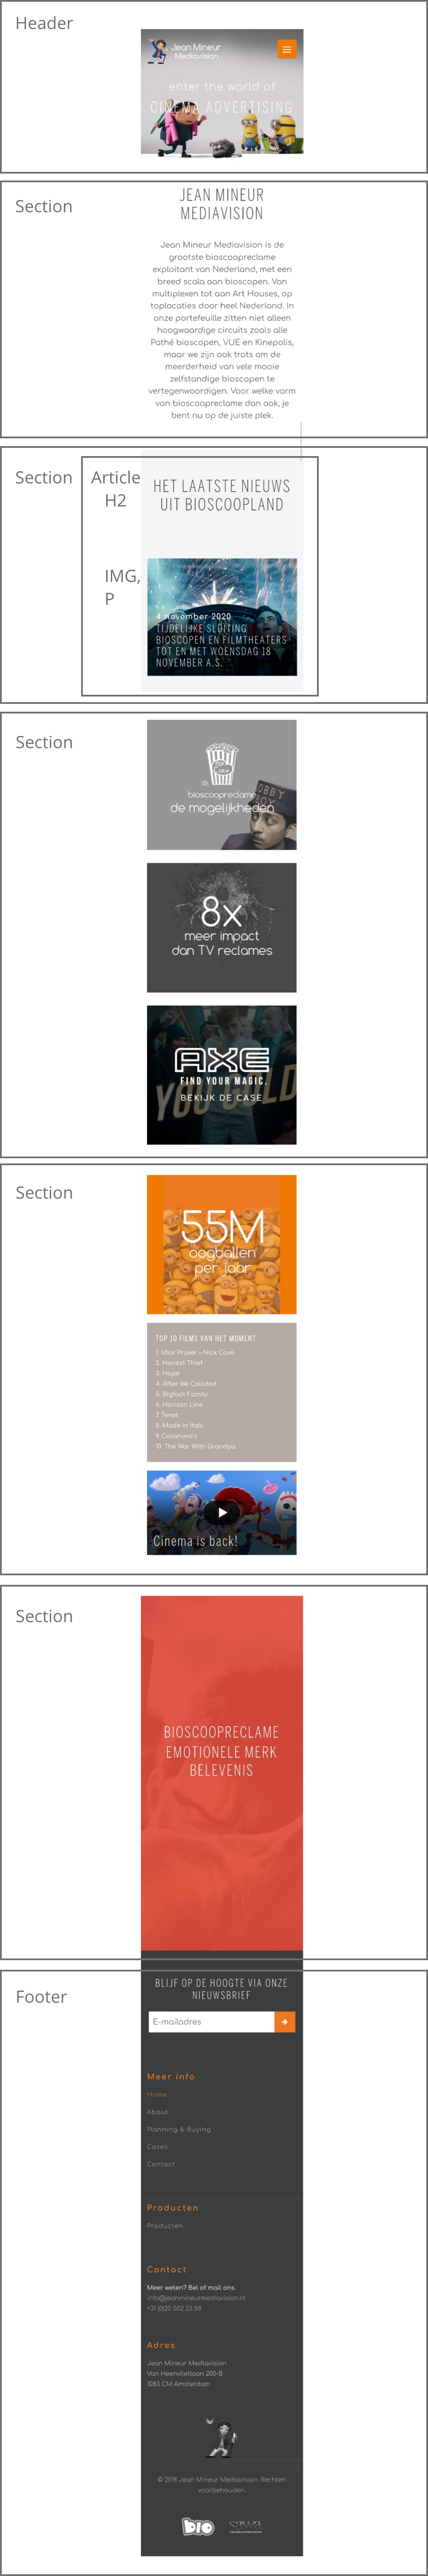 Header
Jean Mineur
Mediavision
enter the world of
CINEMA ADVERTISING
Section
JEAN MINEUR
MEDIAVISION
Jean Mineur Mediavision is de
grootste bioscoopreclame
exploitant van Nederland, met een
breed scala aan bioscopen. Van
multiplexen tot aan Art Houses, op
toplocaties door heel Nederland. In
onze portefeuille zitten niet alleen
hoogwaardige circuits zoals alle
Pathé bioscopen, VUE en Kinepolis,
maar we zijn ook trots om de
meerderheid van vele mooie
zelfstandige bioscopen te
vertegenwoordigen. Voor welke vorm
van bioscoopreclame dan ook, je
bent nu op de juiste plek.
Section
Article
H2
HET LAATSTE NIEUWS
UIT BIOSCOOPLAND
IMG,
P
4 november 2020
TIJDELIJKE SLUITING
BIOSCOPEN EN FILMTHEATERS
TOT EN MET WOENSDAG 18
NOVEMBER A.S.
Section
bioscoopreclame
de mogelijkheden
LOBBY BOY
8x
meer impact
dan TV reclames
YOU GOLD
AXE
FIND YOUR MAGIC.
BEKIJK DE CASE
Section
55M
oogballen
per jaar
TOP 10 FILMS VAN HET MOMENT
1. Idiot Prayer – Nick Cave
2. Honest Thief
3. Hope
4. After We Collided
5. Bigfoot Family
6. Horizon Line
7. Tenet
8. Made in Italy
9. Casanova's
10. The War With Grandpa
Cinema is back!
Section
BIOSCOOPRECLAME
EMOTIONELE MERK
BELEVENIS
Footer
BLIJF OP DE HOOGTE VIA ONZE
NIEUWSBRIEF
E-mailadres
Meer info
Home
About
Planning & Buying
Cases
Contact
Producten
Producten
Contact
Meer weten? Bel of mail ons.
info@jeanmineurmediavision.nl
+31 (0)20 502 23 88
Adres
Jean Mineur Mediavision
Van Heenvlietlaan 200-B
1083 CM Amsterdam
© 2018 Jean Mineur Mediavision. Rechten
voorbehouden.
bio
sawa